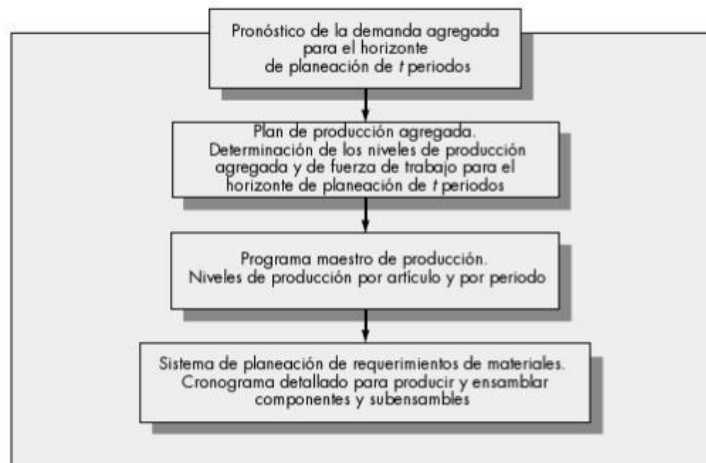 Pronóstico de la demanda agregada
para el horizonte
de planeación de t periodos
Plan de producción agregada.
Determinación de los niveles de producción
agregada y de fuerza de trabajo para el
horizonte de planeación de t periodos
Programa maestro de producción.
Niveles de producción por artículo y por periodo
Sistema de planeación de requerimientos de materiales.
Cronograma detallado para producir y ensamblar
componentes y subensambles